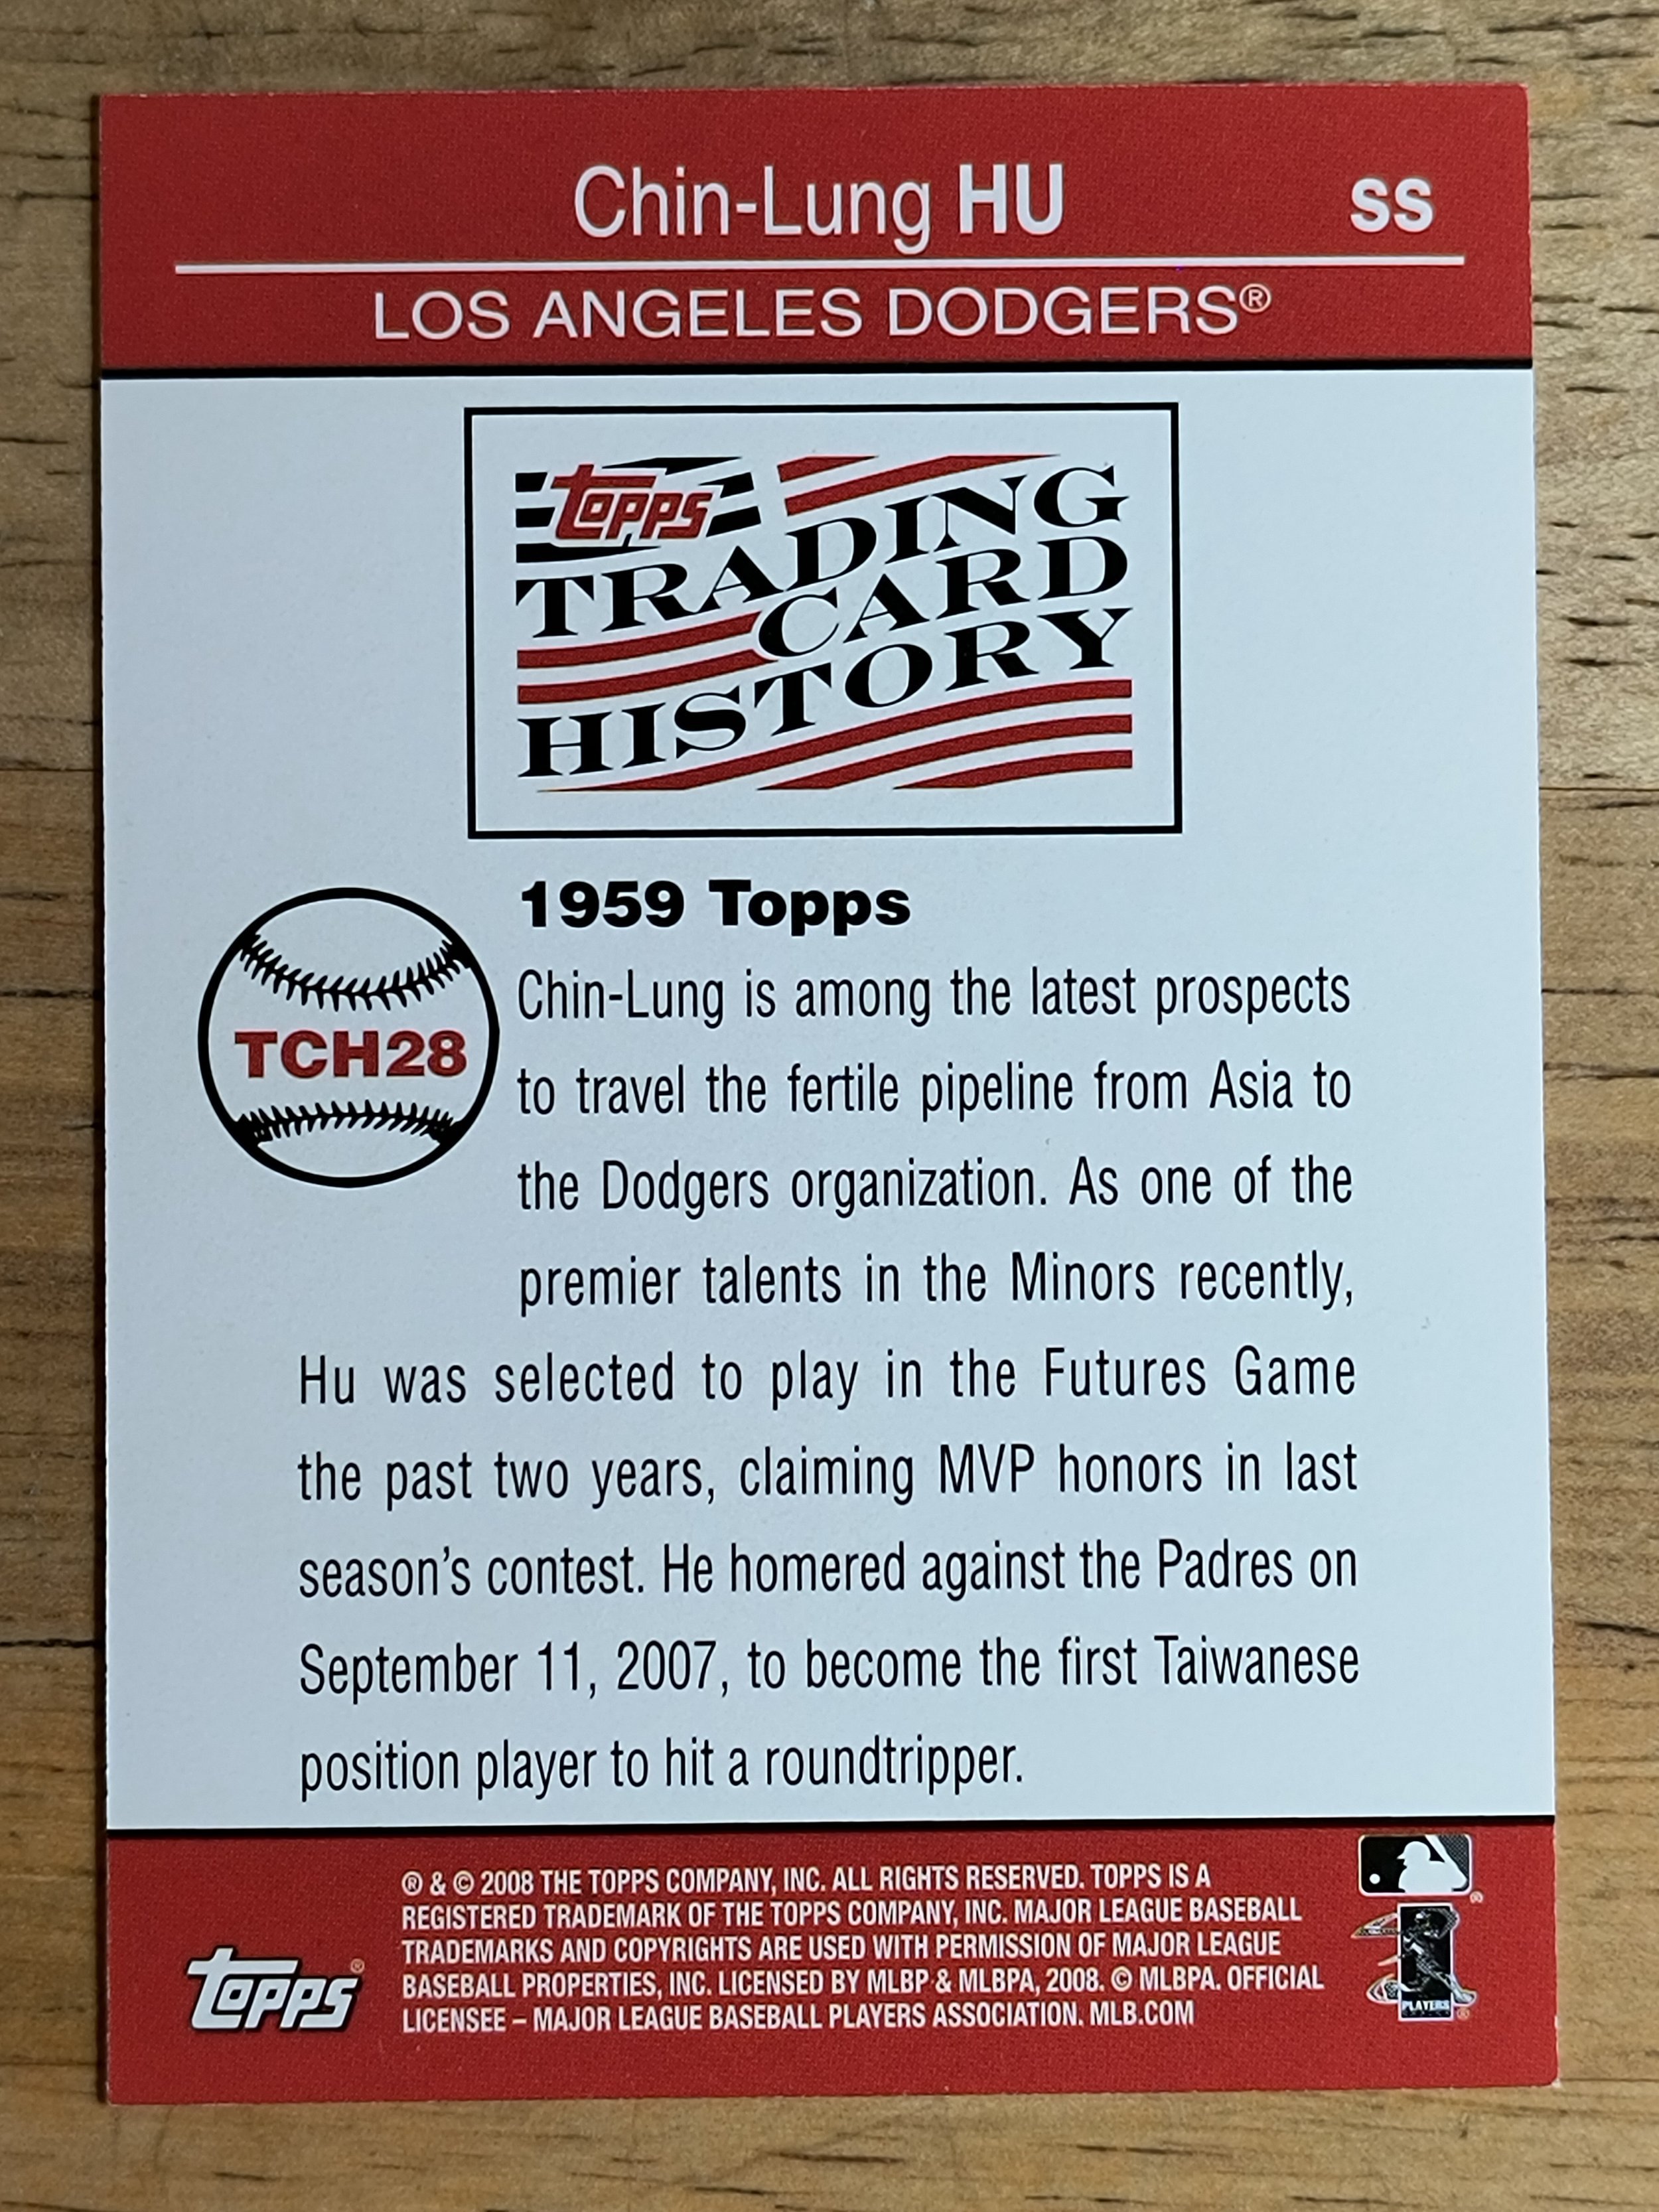 Chin-Lung HU SS
LOS ANGELES DODGERS®
Topps
TRADING
CARD
HISTORY
1959 Topps
TCH28
Chin-Lung is among the latest prospects
to travel the fertile pipeline from Asia to
the Dodgers organization. As one of the
premier talents in the Minors recently,
Hu was selected to play in the Futures Game
the past two years, claiming MVP honors in last
season's contest. He homered against the Padres on
September 11, 2007, to become the first Taiwanese
position player to hit a roundtripper.
® & © 2008 THE TOPPS COMPANY, INC. ALL RIGHTS RESERVED. TOPPS IS A
REGISTERED TRADEMARK OF THE TOPPS COMPANY, INC. MAJOR LEAGUE BASEBALL
TRADEMARKS AND COPYRIGHTS ARE USED WITH PERMISSION OF MAJOR LEAGUE
BASEBALL PROPERTIES, INC. LICENSED BY MLBP & MLBPA, 2008. © MLBPA. OFFICIAL
LICENSEE – MAJOR LEAGUE BASEBALL PLAYERS ASSOCIATION. MLB.COM
Topps®
®
PLAYERS
®